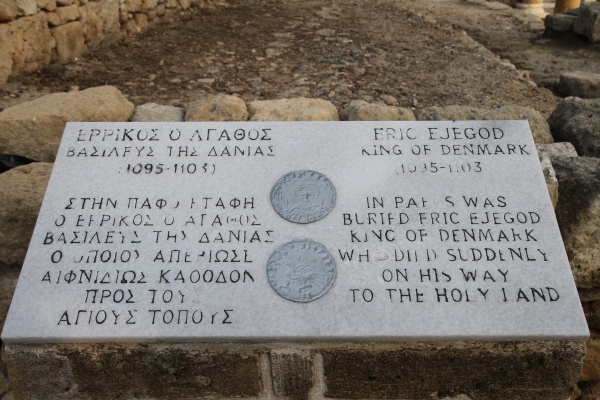 ΕΡΡΙΚΟΣ Ο ΑΓΑΘΟΣ
ΒΑΣΙΛΕΥΣ ΤΗΣ ΔΑΝΙΑΣ
(1095-1103)
ΣΤΗΝ ΠΑΦΟ ΕΤΑΦΗ
Ο ΕΡΡΙΚΟΣ Ο ΑΓΑΘΟΣ
ΒΑΣΙΛΕΥΣ ΤΗΣ ΔΑΝΙΑΣ
Ο ΟΠΟΙΟΣ ΑΠΕΒΙΩΣΕ
ΑΙΦΝΙΔΙΩΣ ΚΑΘΟΔΟΝ
ΠΡΟΣ ΤΟΥΣ
ΑΓΙΟΥΣ ΤΟΠΟΥΣ
ERIC EJEGOD
KING OF DENMARK
(1095-1103)
IN PAFOS WAS
BURIED ERIC EJEGOD
KING OF DENMARK
WHO DIED SUDDENLY
ON HIS WAY
TO THE HOLY LAND